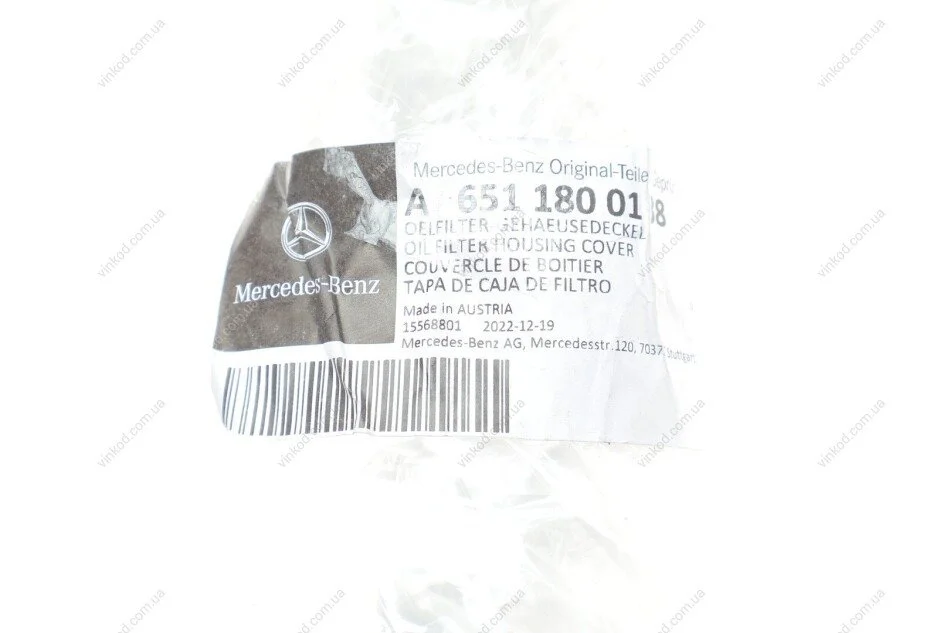 Mercedes-Benz Original-Teile
A 651 180 01 38
OELFILTER GEHAEUSEDECKEL
OIL FILTER HOUSING COVER
COUVERCLE DE BOITIER
TAPA DE CAJA DE FILTRO
Mercedes-Benz
Made in AUSTRIA
15568801 2022-12-19
Mercedes-Benz AG, Mercedesstr.120, 7037 Stuttgart
vinkod.com.ua